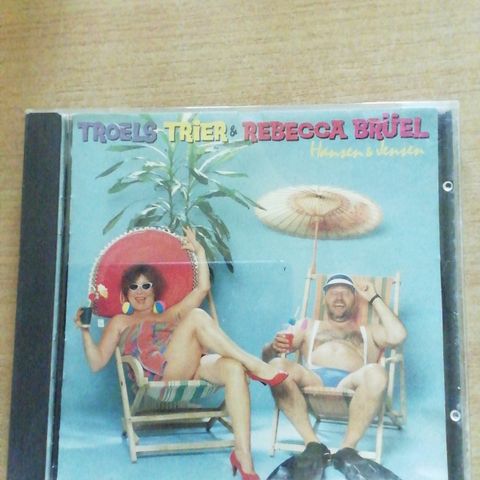 TROELS TRIER & REBECCA BRÜEL
Hansen & Jensen